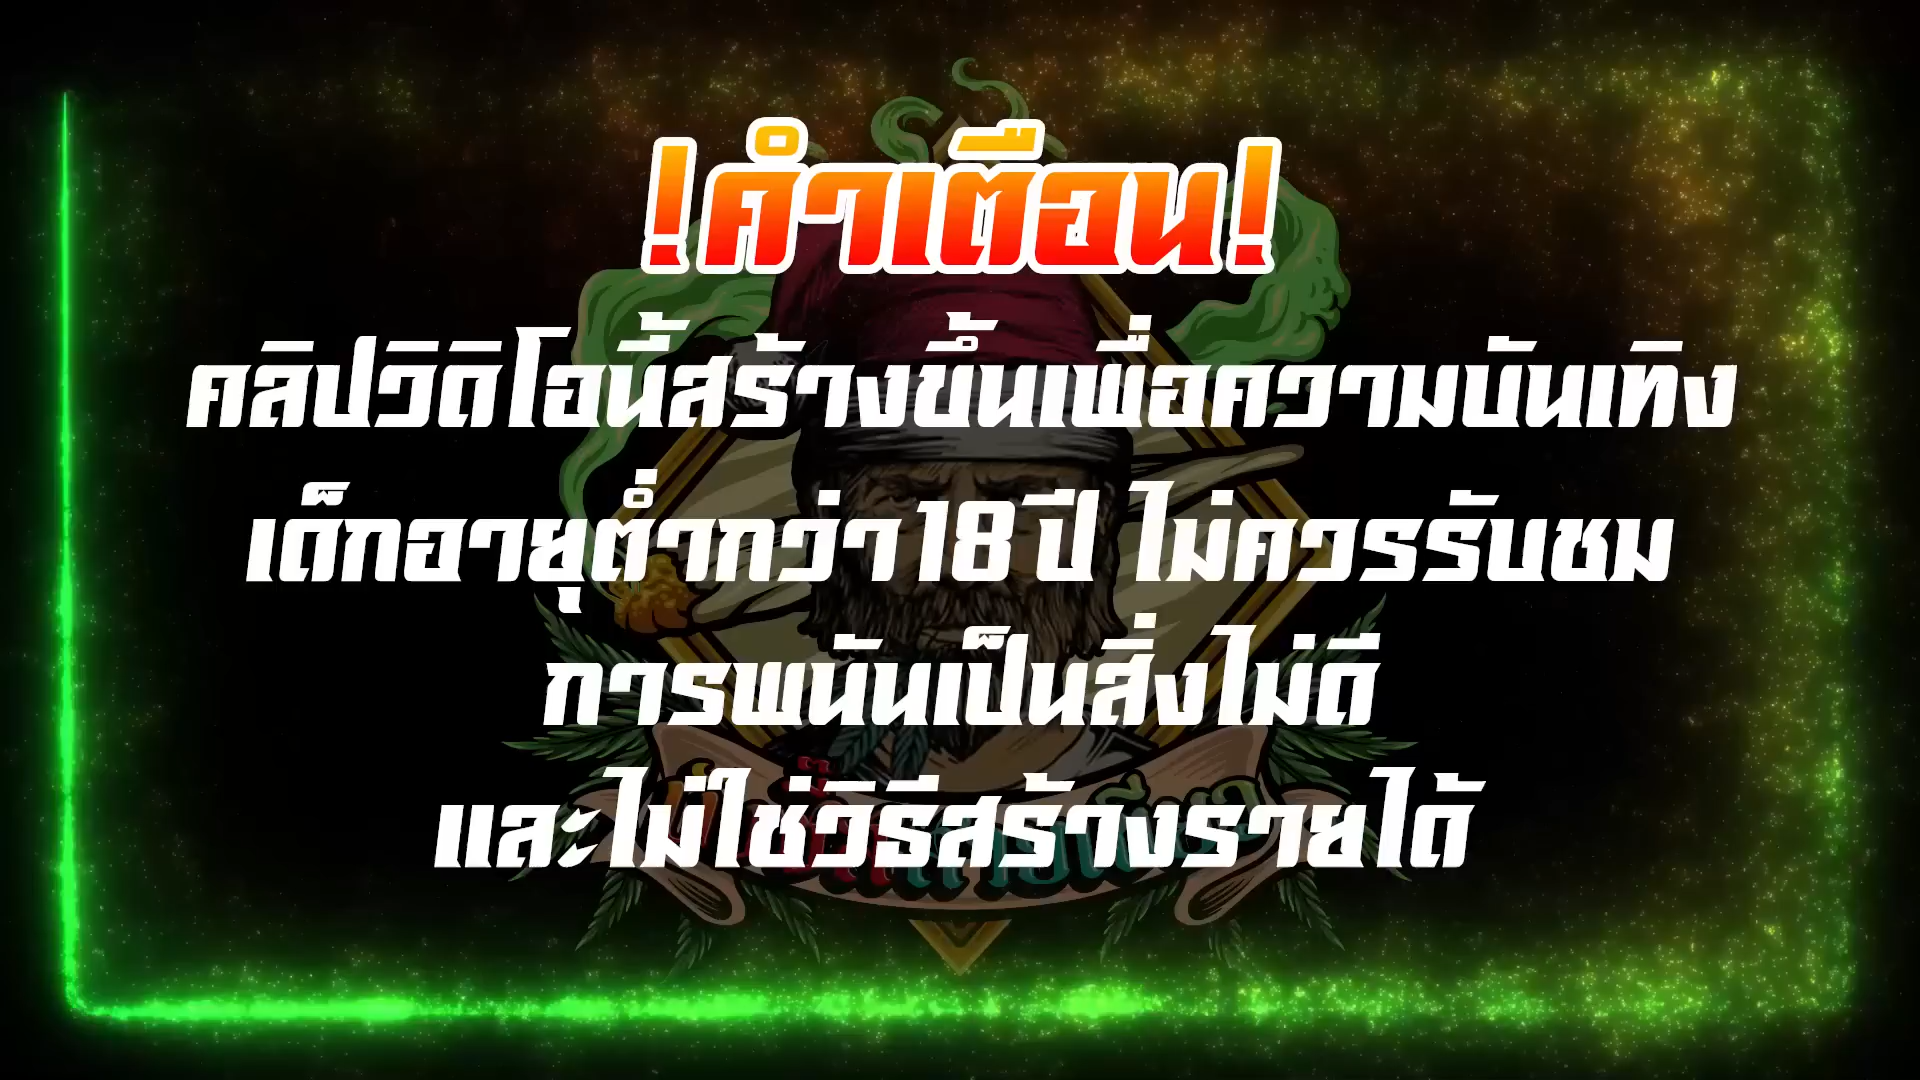 !คำเตือน!
คลิปวิดิโอนี้สร้างขึ้นเพื่อความบันเทิง
เด็กอายุต่ำกว่า 18 ปี ไม่ควรรับชม
การพนันเป็นสิ่งไม่ดี
และไม่ใช่วิธีสร้างรายได้